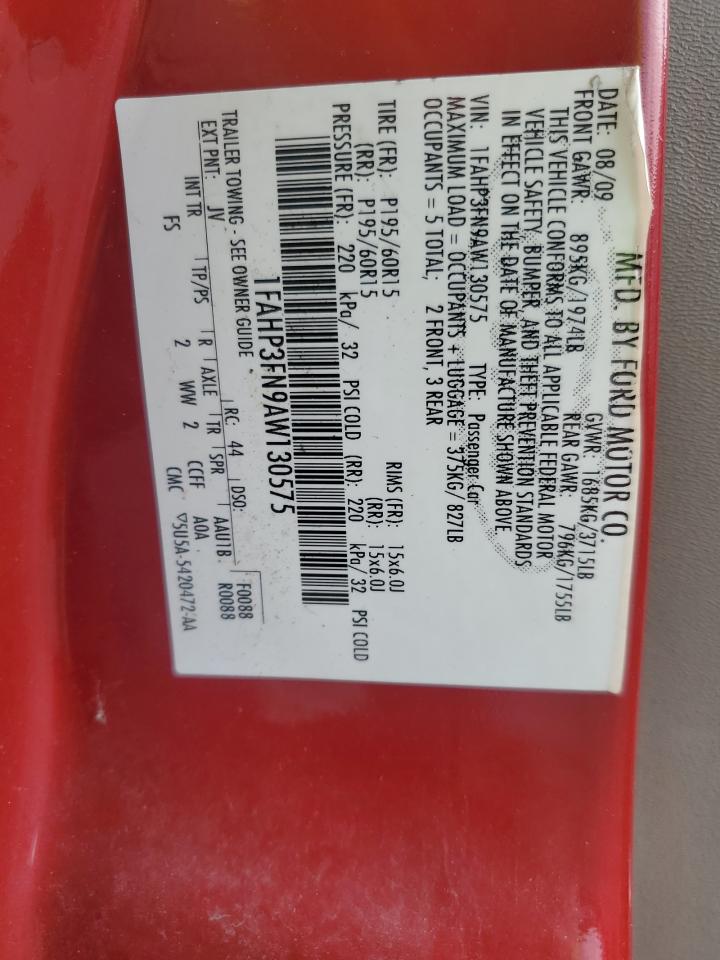 MFD. BY FORD MOTOR CO.
DATE: 08/09 GVWR: 1685KG/3715LB
FRONT GAWR: 895KG/1974LB REAR GAWR: 796KG/1755LB
THIS VEHICLE CONFORMS TO ALL APPLICABLE FEDERAL MOTOR
VEHICLE SAFETY, BUMPER, AND THEFT PREVENTION STANDARDS
IN EFFECT ON THE DATE OF MANUFACTURE SHOWN ABOVE.
VIN: 1FAHP3FN9AW130575 TYPE: Passenger Car
MAXIMUM LOAD = OCCUPANTS + LUGGAGE = 375KG/ 827LB
OCCUPANTS = 5 TOTAL, 2 FRONT, 3 REAR
TIRE (FR): P195/60R15 RIMS (FR): 15x6.0J
(RR): P195/60R15 (RR): 15x6.0J
PRESSURE (FR): 220 kPa/ 32 PSI COLD (RR): 220 kPa/ 32 PSI COLD
1FAHP3FN9AW130575
TRAILER TOWING - SEE OWNER GUIDE RC: 44 DSO: F0088
EXT PNT: JV R0088
INT TR TP/PS R AXLE TR SPR AAU1B
FS 2 WW 2 CCFF A0A
CMC ▽5U5A-5420472-AA